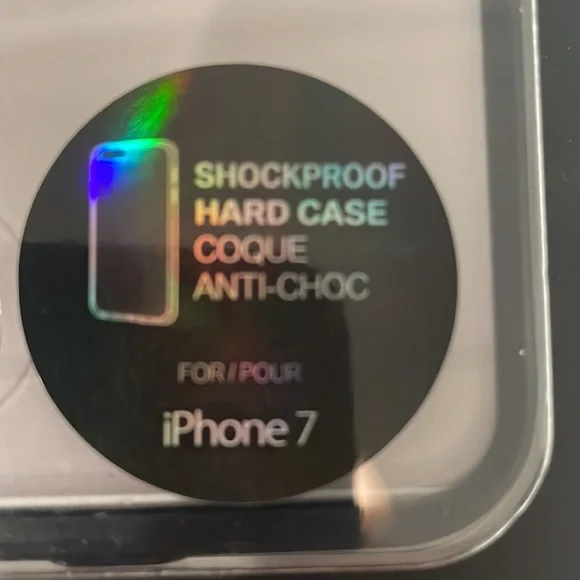 SHOCKPROOF
HARD CASE
COQUE
ANTI-CHOC
FOR/POUR
iPhone 7